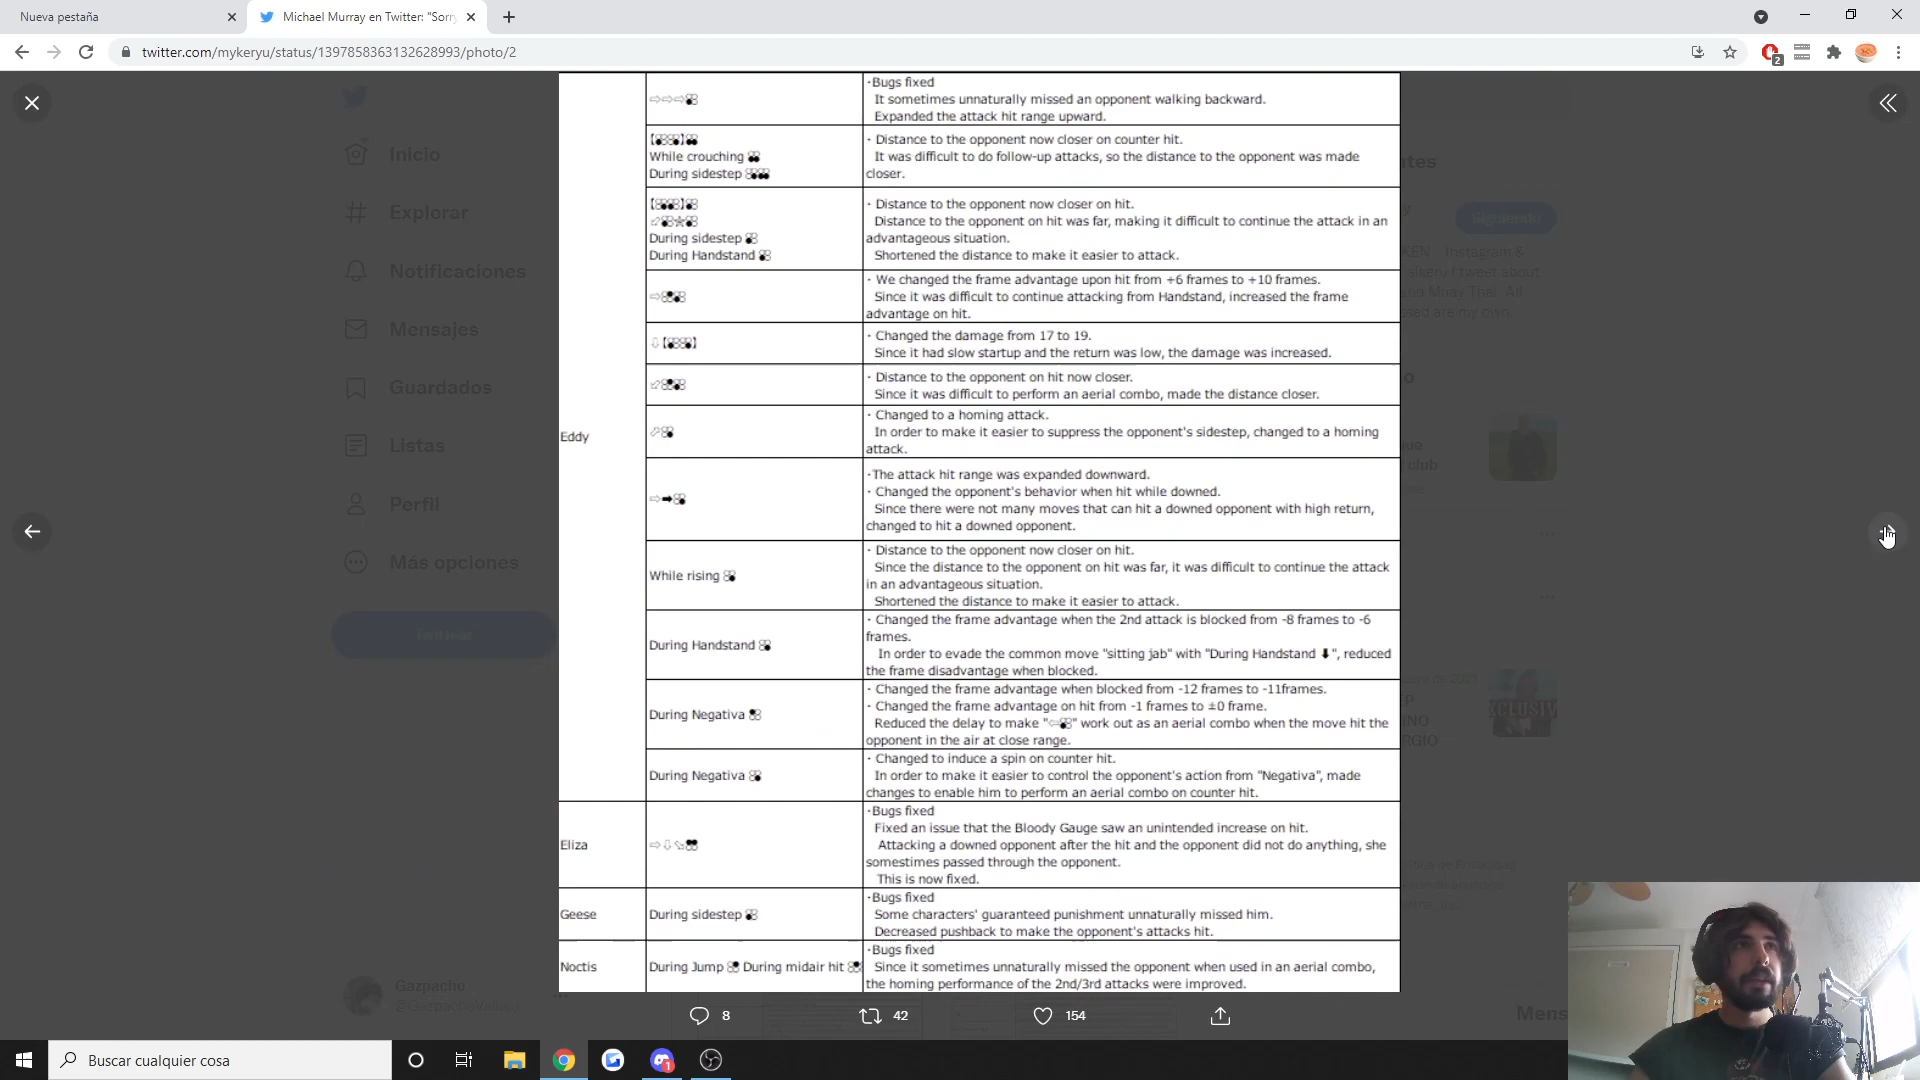 Nueva pestaña
Michael Murray en Twitter: "Sorr
twitter.com/mykeryu/status/1397858363132628993/photo/2
2
Inicio
Explorar
Notificaciones
Mensajes
Guardados
Listas
Perfil
Más opciones
Twittear
Gazpacho
Eddy
·Bugs fixed
It sometimes unnaturally missed an opponent walking backward.
Expanded the attack hit range upward.
While crouching
During sidestep
· Distance to the opponent now closer on counter hit.
It was difficult to do follow-up attacks, so the distance to the opponent was made
closer.
During sidestep
During Handstand
· Distance to the opponent now closer on hit.
Distance to the opponent on hit was far, making it difficult to continue the attack in an
advantageous situation.
Shortened the distance to make it easier to attack.
· We changed the frame advantage upon hit from +6 frames to +10 frames.
Since it was difficult to continue attacking from Handstand, increased the frame
advantage on hit.
· Changed the damage from 17 to 19.
Since it had slow startup and the return was low, the damage was increased.
· Distance to the opponent on hit now closer.
Since it was difficult to perform an aerial combo, made the distance closer.
· Changed to a homing attack.
In order to make it easier to suppress the opponent's sidestep, changed to a homing
attack.
·The attack hit range was expanded downward.
· Changed the opponent's behavior when hit while downed.
Since there were not many moves that can hit a downed opponent with high return,
changed to hit a downed opponent.
While rising
· Distance to the opponent now closer on hit.
Since the distance to the opponent on hit was far, it was difficult to continue the attack
in an advantageous situation.
Shortened the distance to make it easier to attack.
During Handstand
· Changed the frame advantage when the 2nd attack is blocked from -8 frames to -6
frames.
In order to evade the common move "sitting jab" with "During Handstand ⬇", reduced
the frame disadvantage when blocked.
During Negativa
· Changed the frame advantage when blocked from -12 frames to -11frames.
· Changed the frame advantage on hit from -1 frames to ±0 frame.
Reduced the delay to make "⇦" work out as an aerial combo when the move hit the
opponent in the air at close range.
During Negativa
· Changed to induce a spin on counter hit.
In order to make it easier to control the opponent's action from "Negativa", made
changes to enable him to perform an aerial combo on counter hit.
Eliza
·Bugs fixed
Fixed an issue that the Bloody Gauge saw an unintended increase on hit.
Attacking a downed opponent after the hit and the opponent did not do anything, she
somestimes passed through the opponent.
This is now fixed.
Geese
During sidestep
·Bugs fixed
Some characters' guaranteed punishment unnaturally missed him.
Decreased pushback to make the opponent's attacks hit.
Noctis
During Jump During midair hit
·Bugs fixed
Since it sometimes unnaturally missed the opponent when used in an aerial combo,
the homing performance of the 2nd/3rd attacks were improved.
8
42
154
Siguiendo
Mens
Buscar cualquier cosa
1